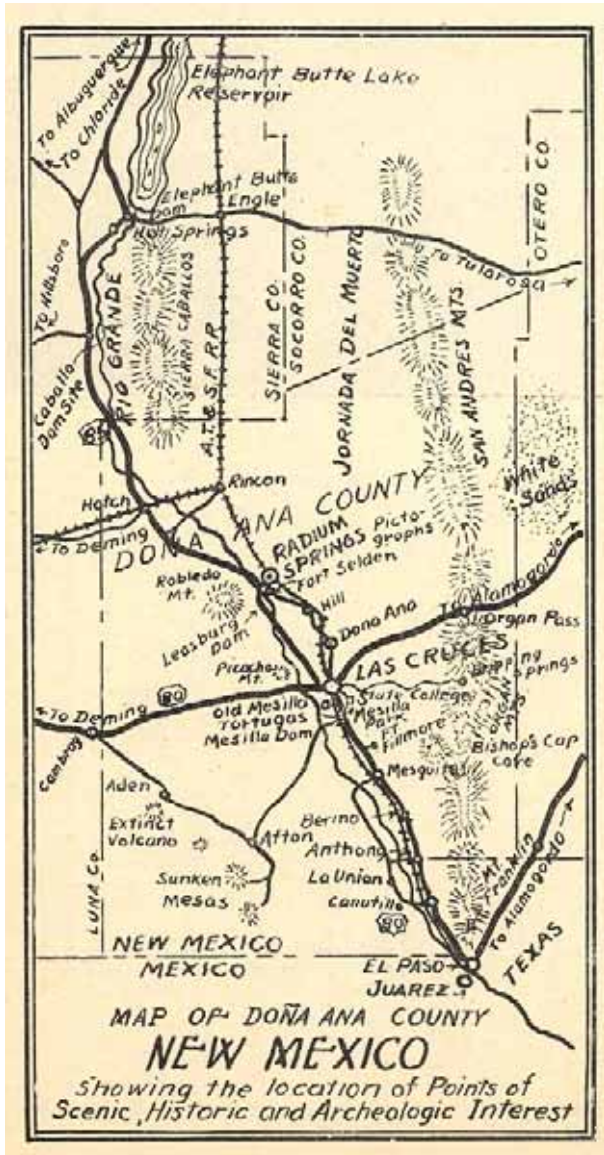 Elephant Butte Lake
Reservoir
To Albuquerque
To Chloride
Elephant Butte
Dam
Engle
Hot Springs
OTERO CO.
To Tularosa
To Hillsboro
RIO GRANDE
SIERRA CABALLOS
A.T. & S.F. R.R.
SIERRA CO.
SOCORRO CO.
JORNADA DEL MUERTO
SAN ANDRES MTS.
Caballo
Dam Site
White
Sands
Rincon
Hatch
To Deming
DONA ANA COUNTY
RADIUM
SPRINGS
Picto-
graphs
Fort Selden
Robledo
Mt.
Leasburg
Dam
Hill
Dona Ana
Alamogordo
Organ Pass
LAS CRUCES
Dripping
Springs
Picacho
Mt.
State College
ORGAN MTS
80
To Deming
Old Mesilla
Tortugas
Mesilla Dam
Mesilla
Park
Ft.
Fillmore
Bishop's Cap
Cave
Cambray
Mesquite
Aden
Extinct
Volcano
Afton
Berino
Anthony
La Union
Canutillo
80
Sunken
Mesas
LUNA CO.
Mt.
Franklin
To Alamogordo
NEW MEXICO
MEXICO
TEXAS
EL PASO
JUAREZ
MAP OF DOÑA ANA COUNTY
NEW MEXICO
Showing the location of Points of
Scenic, Historic and Archeologic Interest